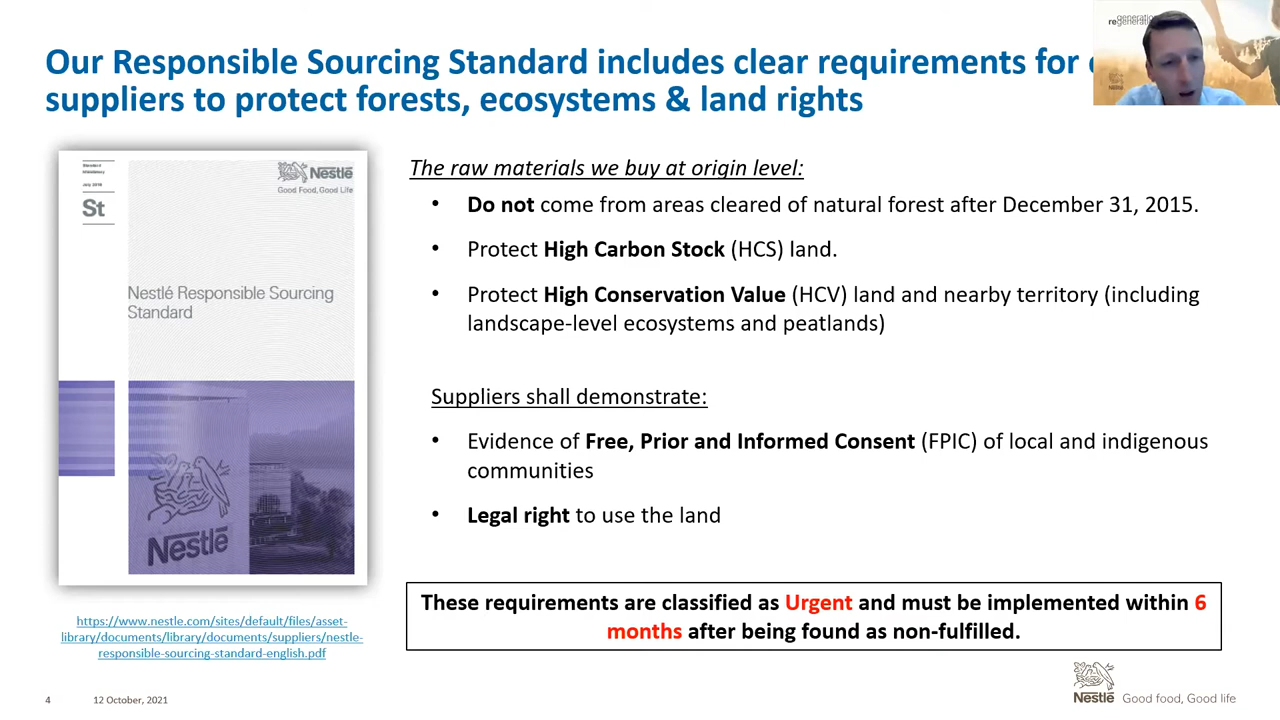 Our Responsible Sourcing Standard includes clear requirements for
suppliers to protect forests, ecosystems & land rights
generation
regeneration
Standard
Mandatory
July 2018
St
Nestlé
Good Food, Good Life
Nestlé Responsible Sourcing
Standard
Nestlé
https://www.nestle.com/sites/default/files/asset-
library/documents/library/documents/suppliers/nestle-
responsible-sourcing-standard-english.pdf
The raw materials we buy at origin level:
• Do not come from areas cleared of natural forest after December 31, 2015.
• Protect High Carbon Stock (HCS) land.
• Protect High Conservation Value (HCV) land and nearby territory (including
landscape-level ecosystems and peatlands)
Suppliers shall demonstrate:
• Evidence of Free, Prior and Informed Consent (FPIC) of local and indigenous
communities
• Legal right to use the land
These requirements are classified as Urgent and must be implemented within 6
months after being found as non-fulfilled.
4 12 October, 2021
Nestlé Good food, Good life